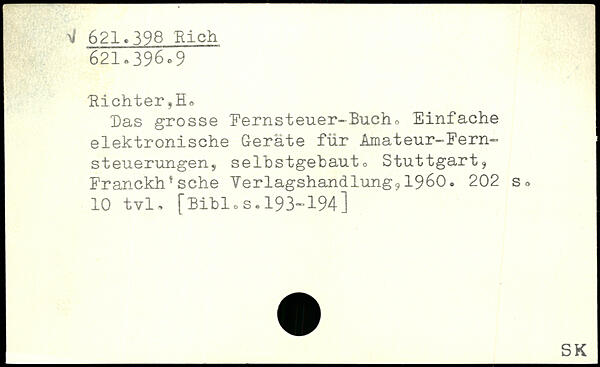 √ 621.398 Rich
621.396.9
Richter,H.
Das grosse Fernsteuer-Buch. Einfache
elektronische Geräte für Amateur-Fern-
steuerungen, selbstgebaut. Stuttgart,
Franckh'sche Verlagshandlung,1960. 202 s.
10 tvl. [Bibl.s.193-194]
SK